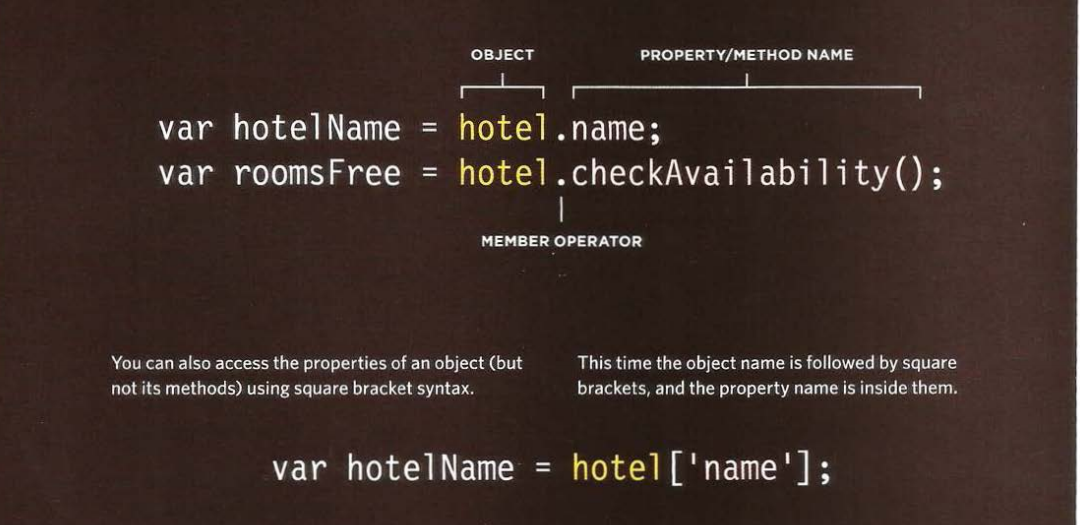 OBJECT PROPERTY/METHOD NAME
var hotelName = hotel.name;
var roomsFree = hotel.checkAvailability();
MEMBER OPERATOR
You can also access the properties of an object (but
not its methods) using square bracket syntax.
This time the object name is followed by square
brackets, and the property name is inside them.
var hotelName = hotel['name'];